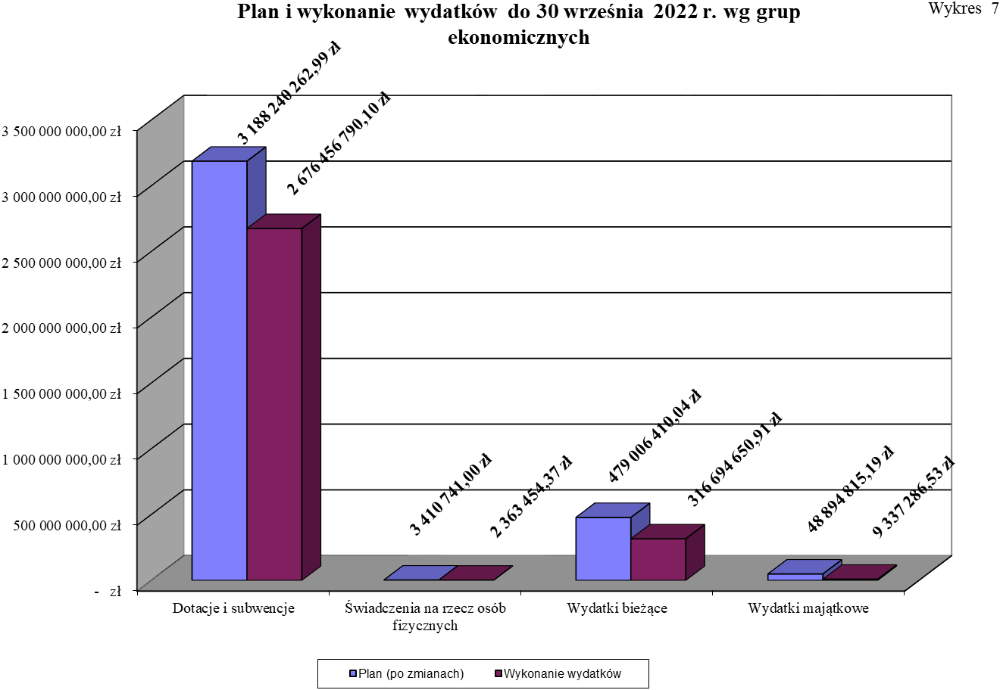 Wykres 7
Plan i wykonanie wydatków do 30 września 2022 r. wg grup
ekonomicznych
3 188 240 262,99 zł
2 676 456 790,10 zł
3 410 741,00 zł
2 363 454,37 zł
479 006 410,04 zł
316 694 650,91 zł
48 894 815,19 zł
9 337 286,53 zł
3 500 000 000,00 zł
3 000 000 000,00 zł
2 500 000 000,00 zł
2 000 000 000,00 zł
1 500 000 000,00 zł
1 000 000 000,00 zł
500 000 000,00 zł
- zł
Dotacje i subwencje
Świadczenia na rzecz osób
fizycznych
Wydatki bieżące
Wydatki majątkowe
Plan (po zmianach)
Wykonanie wydatków